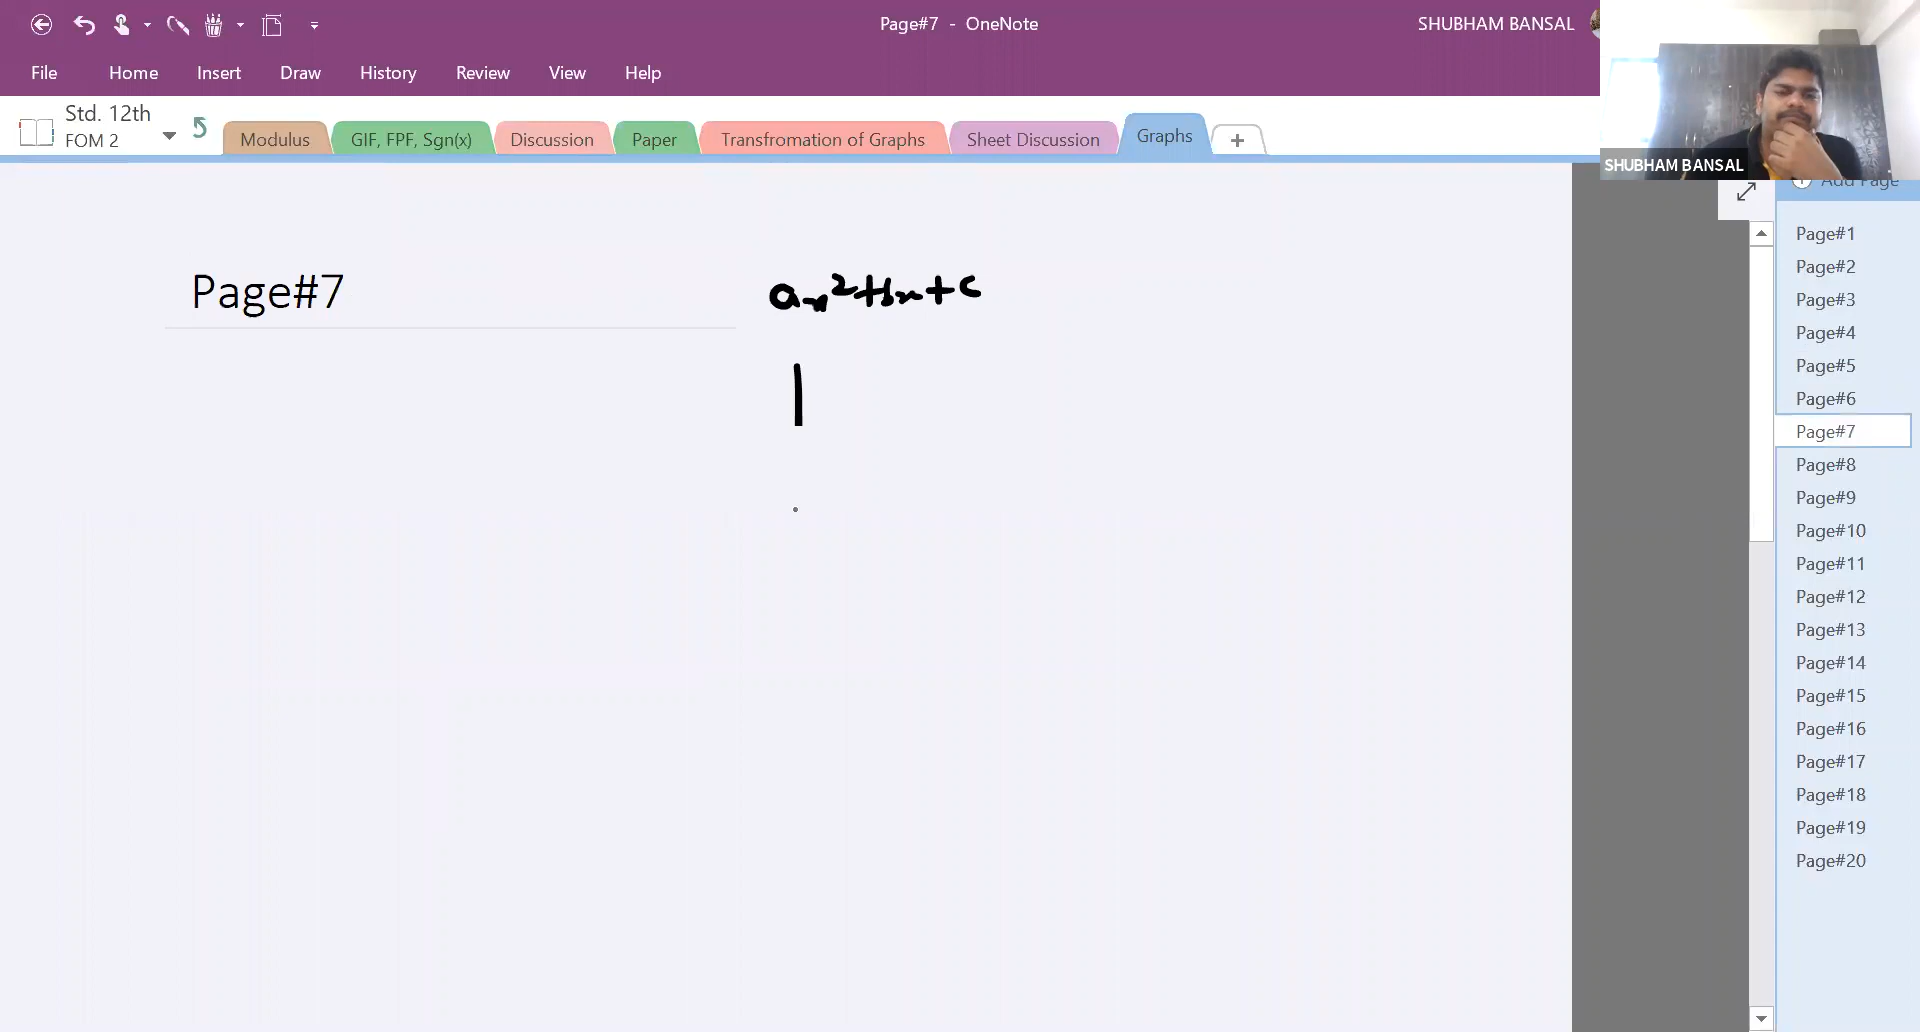 Page#7 - OneNote
SHUBHAM BANSAL
File Home Insert Draw History Review View Help
Std. 12th
FOM 2
Modulus GIF, FPF, Sgn(x) Discussion Paper Transfromation of Graphs Sheet Discussion Graphs
SHUBHAM BANSAL
Add Page
Page#7
ax²+bx+c
Page#1
Page#2
Page#3
Page#4
Page#5
Page#6
Page#7
Page#8
Page#9
Page#10
Page#11
Page#12
Page#13
Page#14
Page#15
Page#16
Page#17
Page#18
Page#19
Page#20